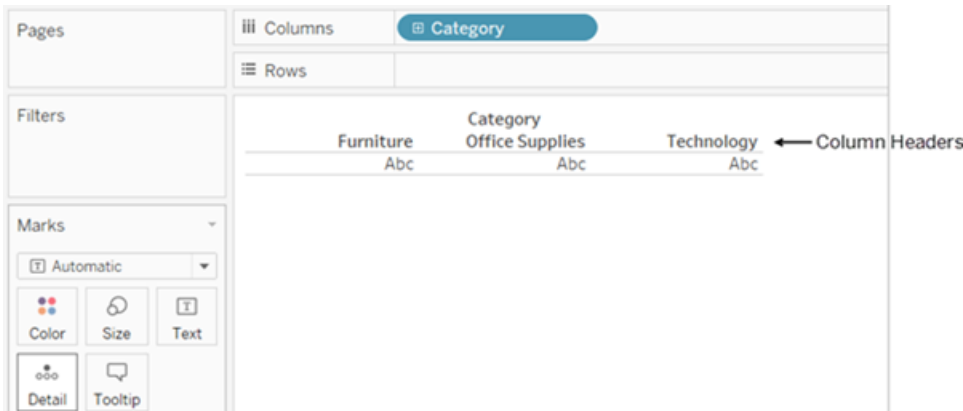 Pages
Columns
Category
Rows
Filters
Category
Furniture Office Supplies Technology
Column Headers
Abc Abc Abc
Marks
T Automatic
Color Size T Text
Detail Tooltip